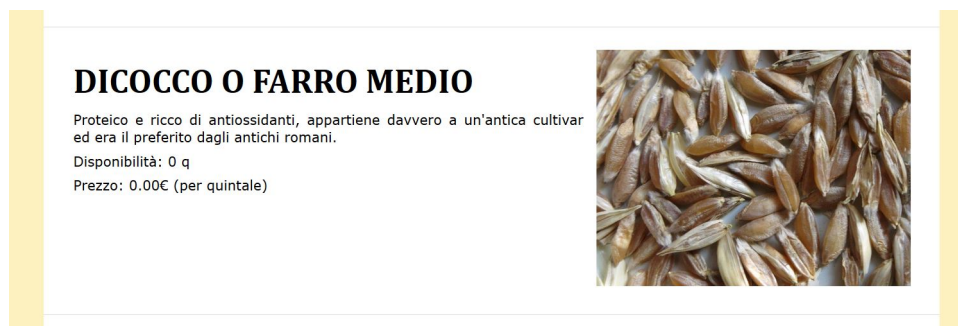 DICOCCO O FARRO MEDIO
Proteico e ricco di antiossidanti, appartiene davvero a un'antica cultivar
ed era il preferito dagli antichi romani.
Disponibilità: 0 q
Prezzo: 0.00€ (per quintale)